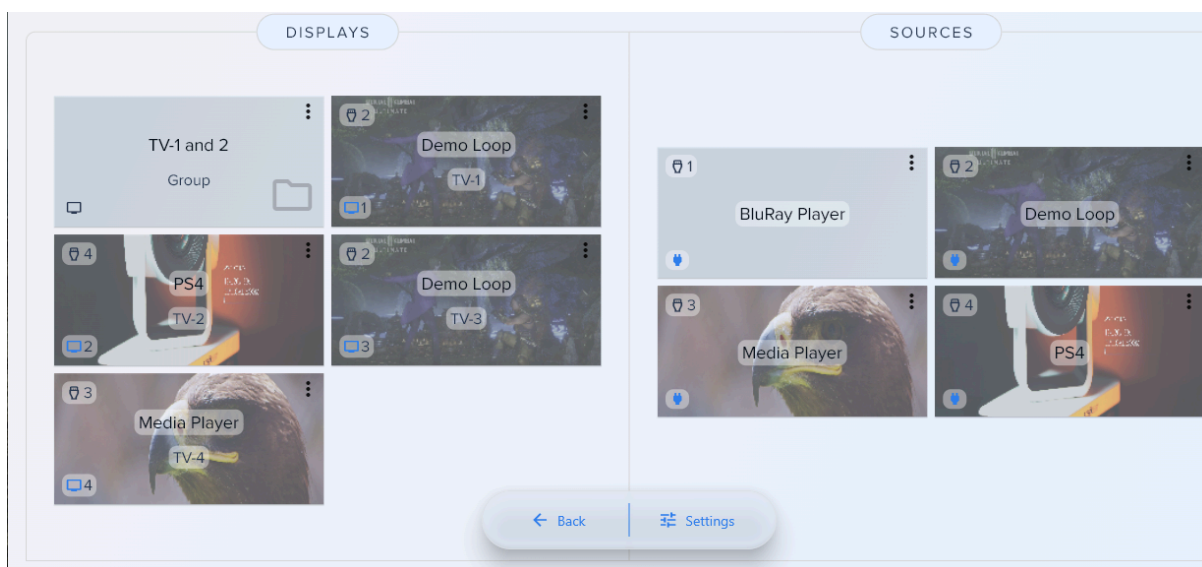 DISPLAYS
SOURCES
TV-1 and 2
Group
2
Demo Loop
TV-1
1
4
PS4
TV-2
2
2
Demo Loop
TV-3
3
3
Media Player
TV-4
4
1
BluRay Player
2
Demo Loop
3
Media Player
4
PS4
Back
Settings